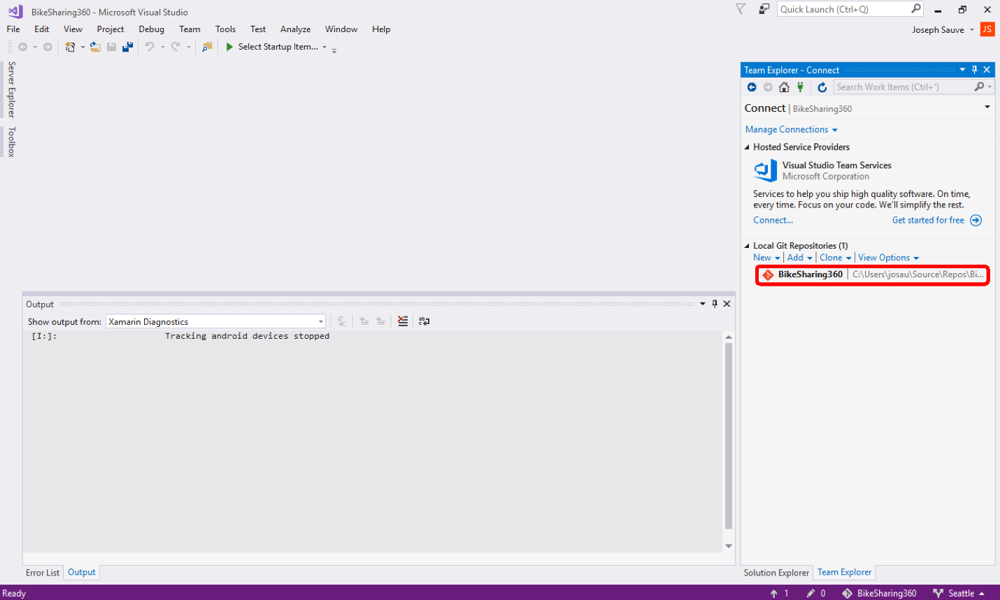 BikeSharing360 - Microsoft Visual Studio
Quick Launch (Ctrl+Q)
File Edit View Project Debug Team Tools Test Analyze Window Help
Joseph Sauve JS
Select Startup Item...
Server Explorer
Toolbox
Team Explorer - Connect
Search Work Items (Ctrl+')
Connect | BikeSharing360
Manage Connections
Hosted Service Providers
Visual Studio Team Services
Microsoft Corporation
Services to help you ship high quality software. On time,
every time. Focus on your code. We'll simplify the rest.
Connect... Get started for free
Local Git Repositories (1)
New Add Clone View Options
BikeSharing360 | C:\Users\josau\Source\Repos\Bi...
Output
Show output from: Xamarin Diagnostics
[I:]: Tracking android devices stopped
Error List Output
Solution Explorer Team Explorer
Ready
1 0 BikeSharing360 Seattle